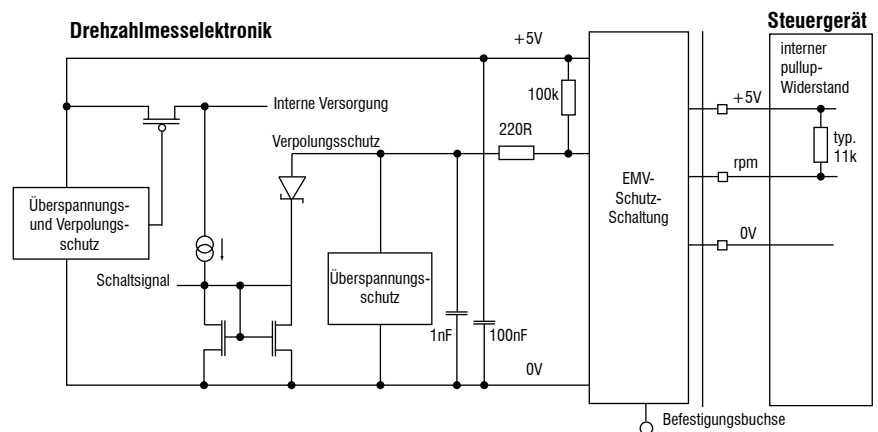 Drehzahlmesselektronik
Steuergerät
+5V
interner
pullup-
Widerstand
100k
Interne Versorgung
+5V
220R
Verpolungsschutz
typ.
11k
rpm
EMV-
Schutz-
Schaltung
Überspannungs-
und Verpolungs-
schutz
0V
Schaltsignal
Überspannungs-
schutz
1nF
100nF
0V
Befestigungsbuchse